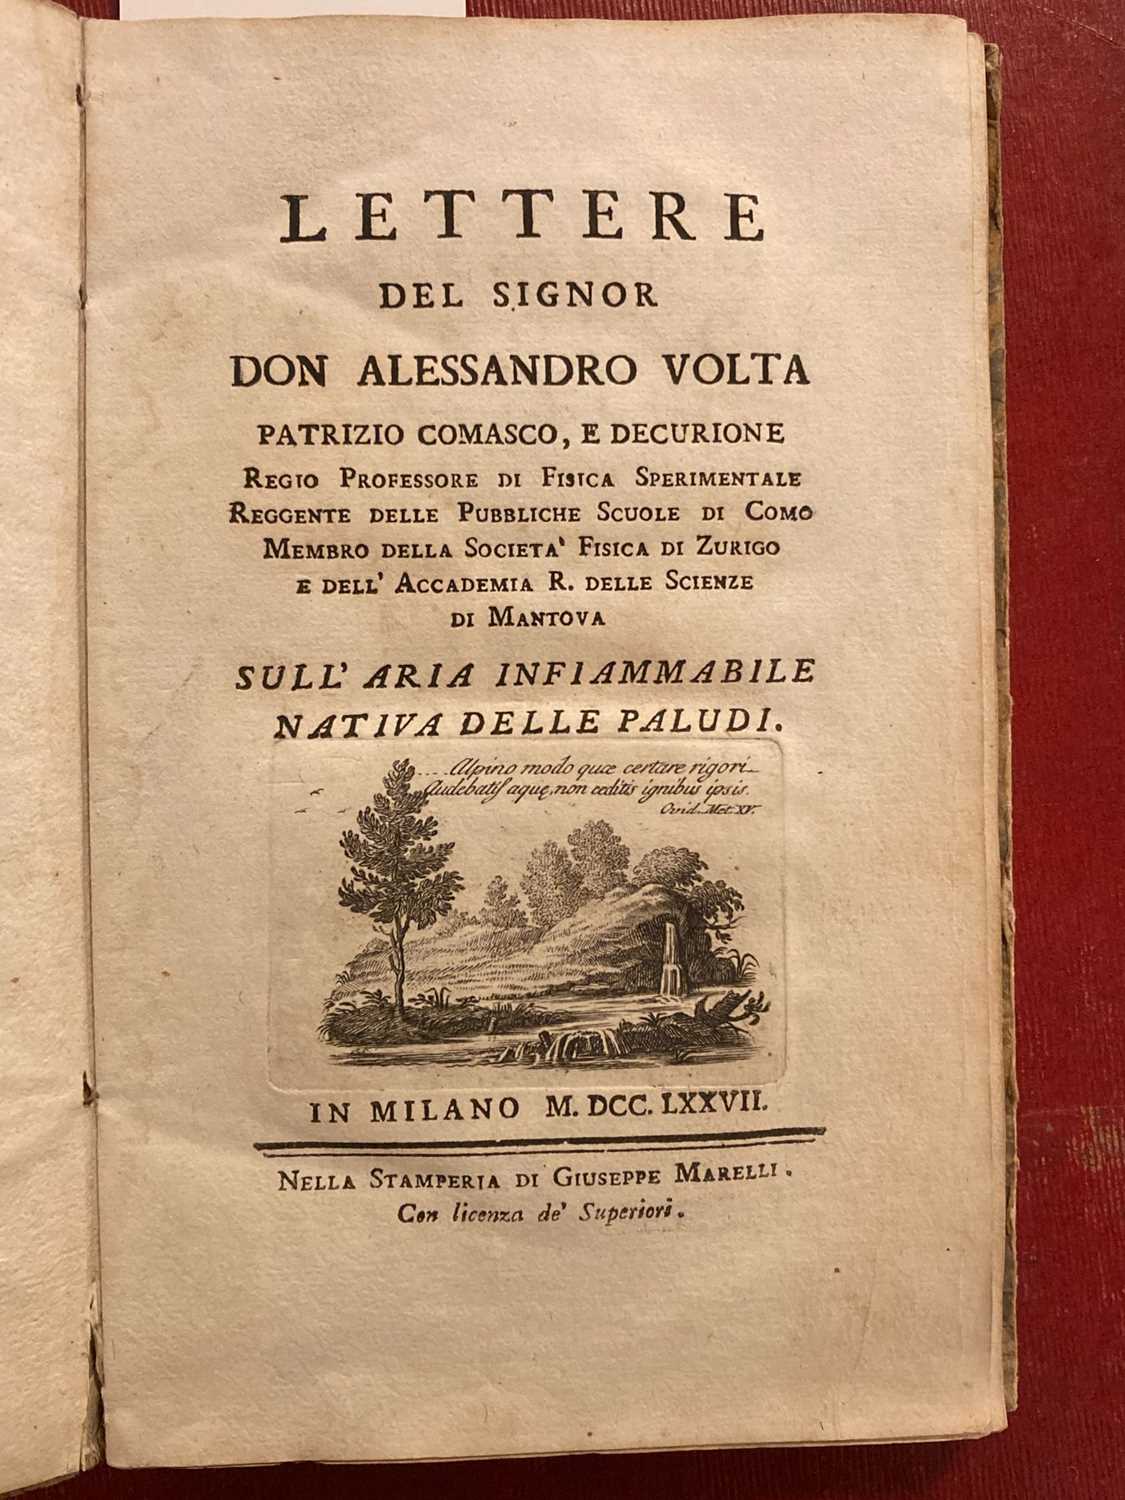 LETTERE
DEL SIGNOR
DON ALESSANDRO VOLTA
PATRIZIO COMASCO, E DECURIONE
REGIO PROFESSORE DI FISICA SPERIMENTALE
REGGENTE DELLE PUBBLICHE SCUOLE DI COMO
MEMBRO DELLA SOCIETA' FISICA DI ZURIGO
E DELL' ACCADEMIA R. DELLE SCIENZE
DI MANTOVA
SULL' ARIA INFIAMMABILE
NATIVA DELLE PALUDI.
....Alpino modo quæ certare rigori
Audebatis aquę, non ceditis ignibus ipsis.
Ovid. Met. XV.
IN MILANO M. DCC. LXXVII.
NELLA STAMPERIA DI GIUSEPPE MARELLI.
Con licenza de' Superiori.